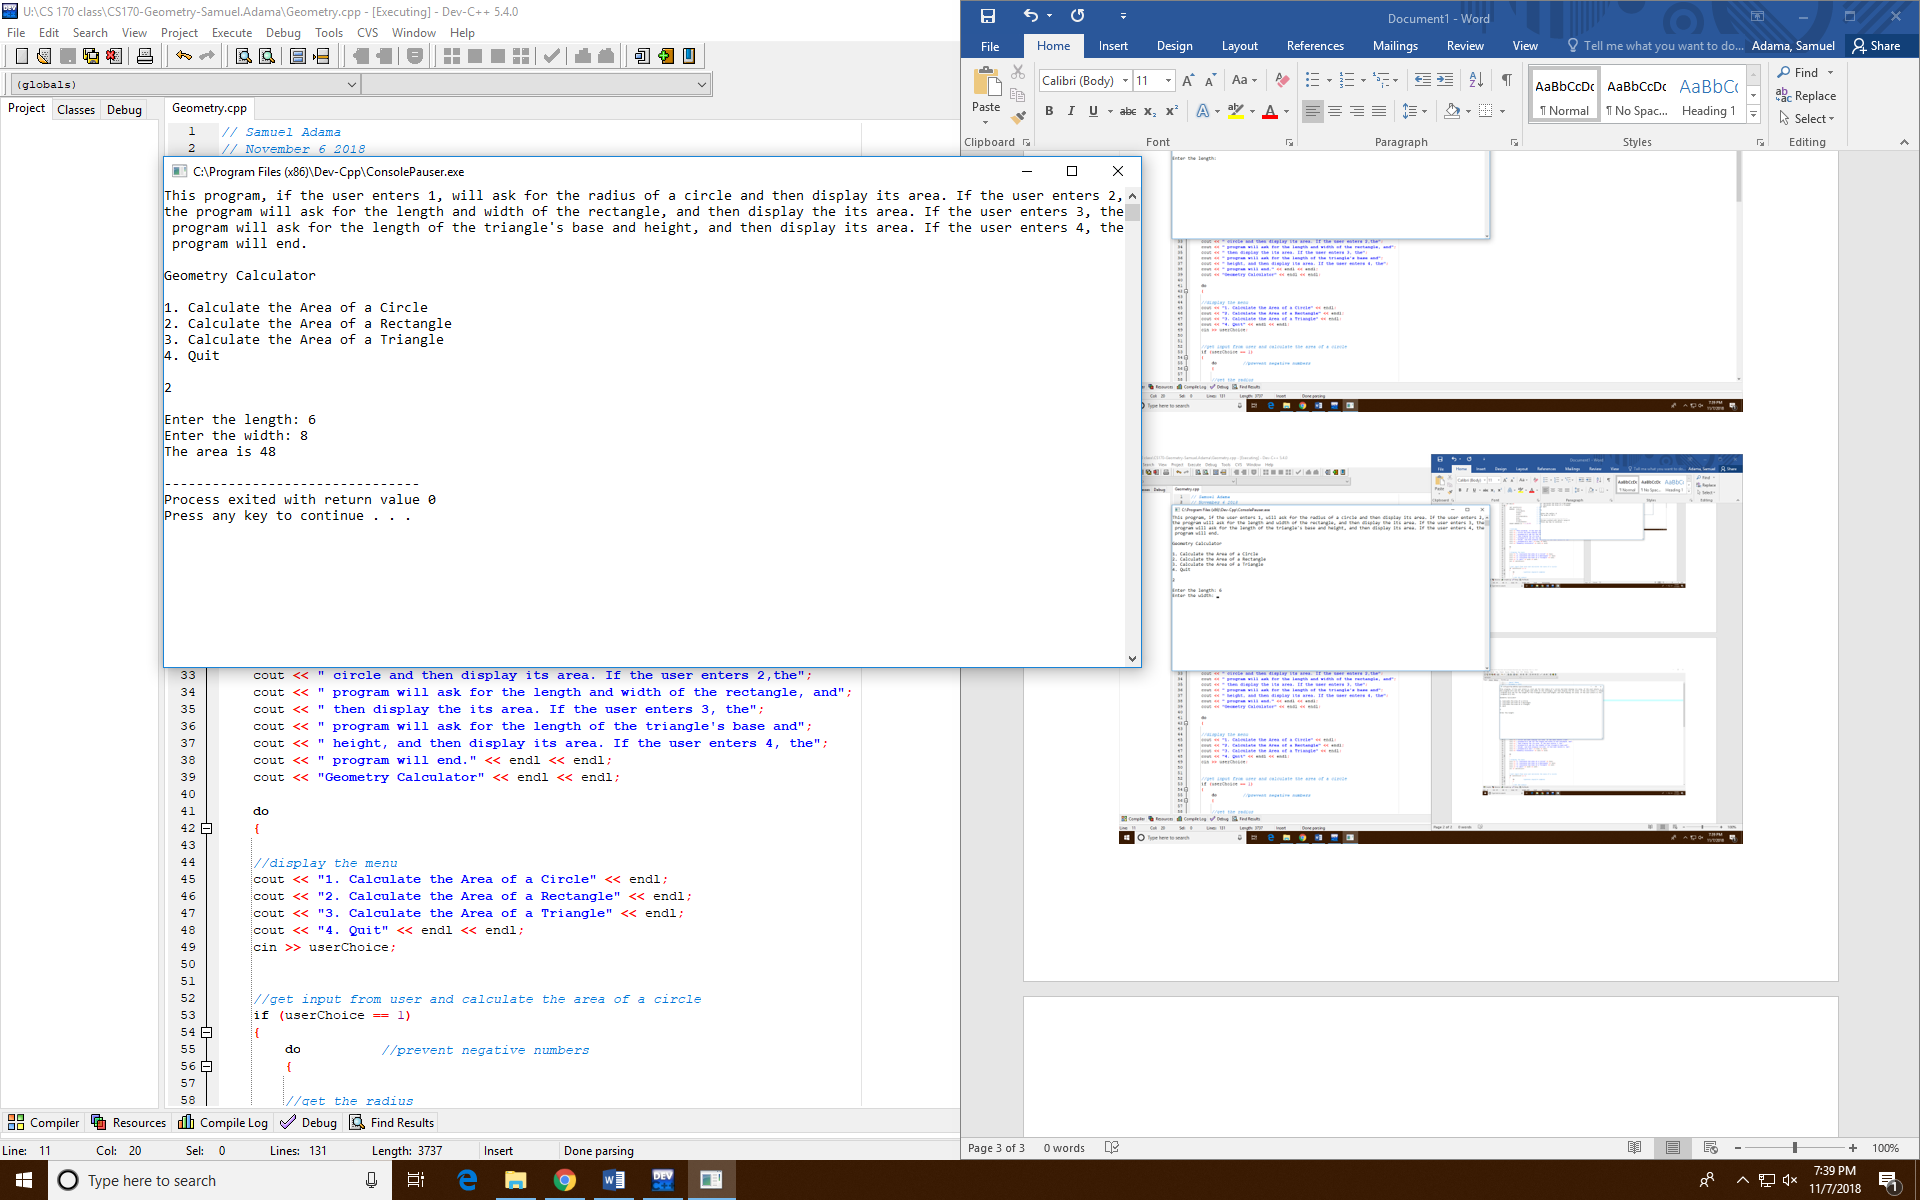 U:\CS 170 class\CS170-Geometry-Samuel.Adama\Geometry.cpp - [Executing] - Dev-C++ 5.4.0
File Edit Search View Project Execute Debug Tools CVS Window Help
(globals)
Project Classes Debug
Geometry.cpp
1 // Samuel Adama
2 // November 6 2018
C:\Program Files (x86)\Dev-Cpp\ConsolePauser.exe
This program, if the user enters 1, will ask for the radius of a circle and then display its area. If the user enters 2,
the program will ask for the length and width of the rectangle, and then display the its area. If the user enters 3, the
program will ask for the length of the triangle's base and height, and then display its area. If the user enters 4, the
program will end.
Geometry Calculator
1. Calculate the Area of a Circle
2. Calculate the Area of a Rectangle
3. Calculate the Area of a Triangle
4. Quit
2
Enter the length: 6
Enter the width: 8
The area is 48
--------------------------------
Process exited with return value 0
Press any key to continue . . .
33 cout << " circle and then display its area. If the user enters 2,the";
34 cout << " program will ask for the length and width of the rectangle, and";
35 cout << " then display the its area. If the user enters 3, the";
36 cout << " program will ask for the length of the triangle's base and";
37 cout << " height, and then display its area. If the user enters 4, the";
38 cout << " program will end." << endl << endl;
39 cout << "Geometry Calculator" << endl << endl;
40
41 do
42 {
43
44 //display the menu
45 cout << "1. Calculate the Area of a Circle" << endl;
46 cout << "2. Calculate the Area of a Rectangle" << endl;
47 cout << "3. Calculate the Area of a Triangle" << endl;
48 cout << "4. Quit" << endl << endl;
49 cin >> userChoice;
50
51
52 //get input from user and calculate the area of a circle
53 if (userChoice == 1)
54 {
55 do //prevent negative numbers
56 {
57
58 //get the radius
Compiler Resources Compile Log Debug Find Results
Line: 11 Col: 20 Sel: 0 Lines: 131 Length: 3737 Insert Done parsing
Document1 - Word
File Home Insert Design Layout References Mailings Review View Tell me what you want to do... Adama, Samuel Share
Paste
Calibri (Body) 11 Aa
B I U abc x₂ x² A ab A
AaBbCcDc AaBbCcDc AaBbCc
¶ Normal ¶ No Spac... Heading 1
Find
Replace
Select
Clipboard Font Paragraph Styles Editing
Enter the length:
Page 3 of 3 0 words 100%
Type here to search
7:39 PM
11/7/2018
1